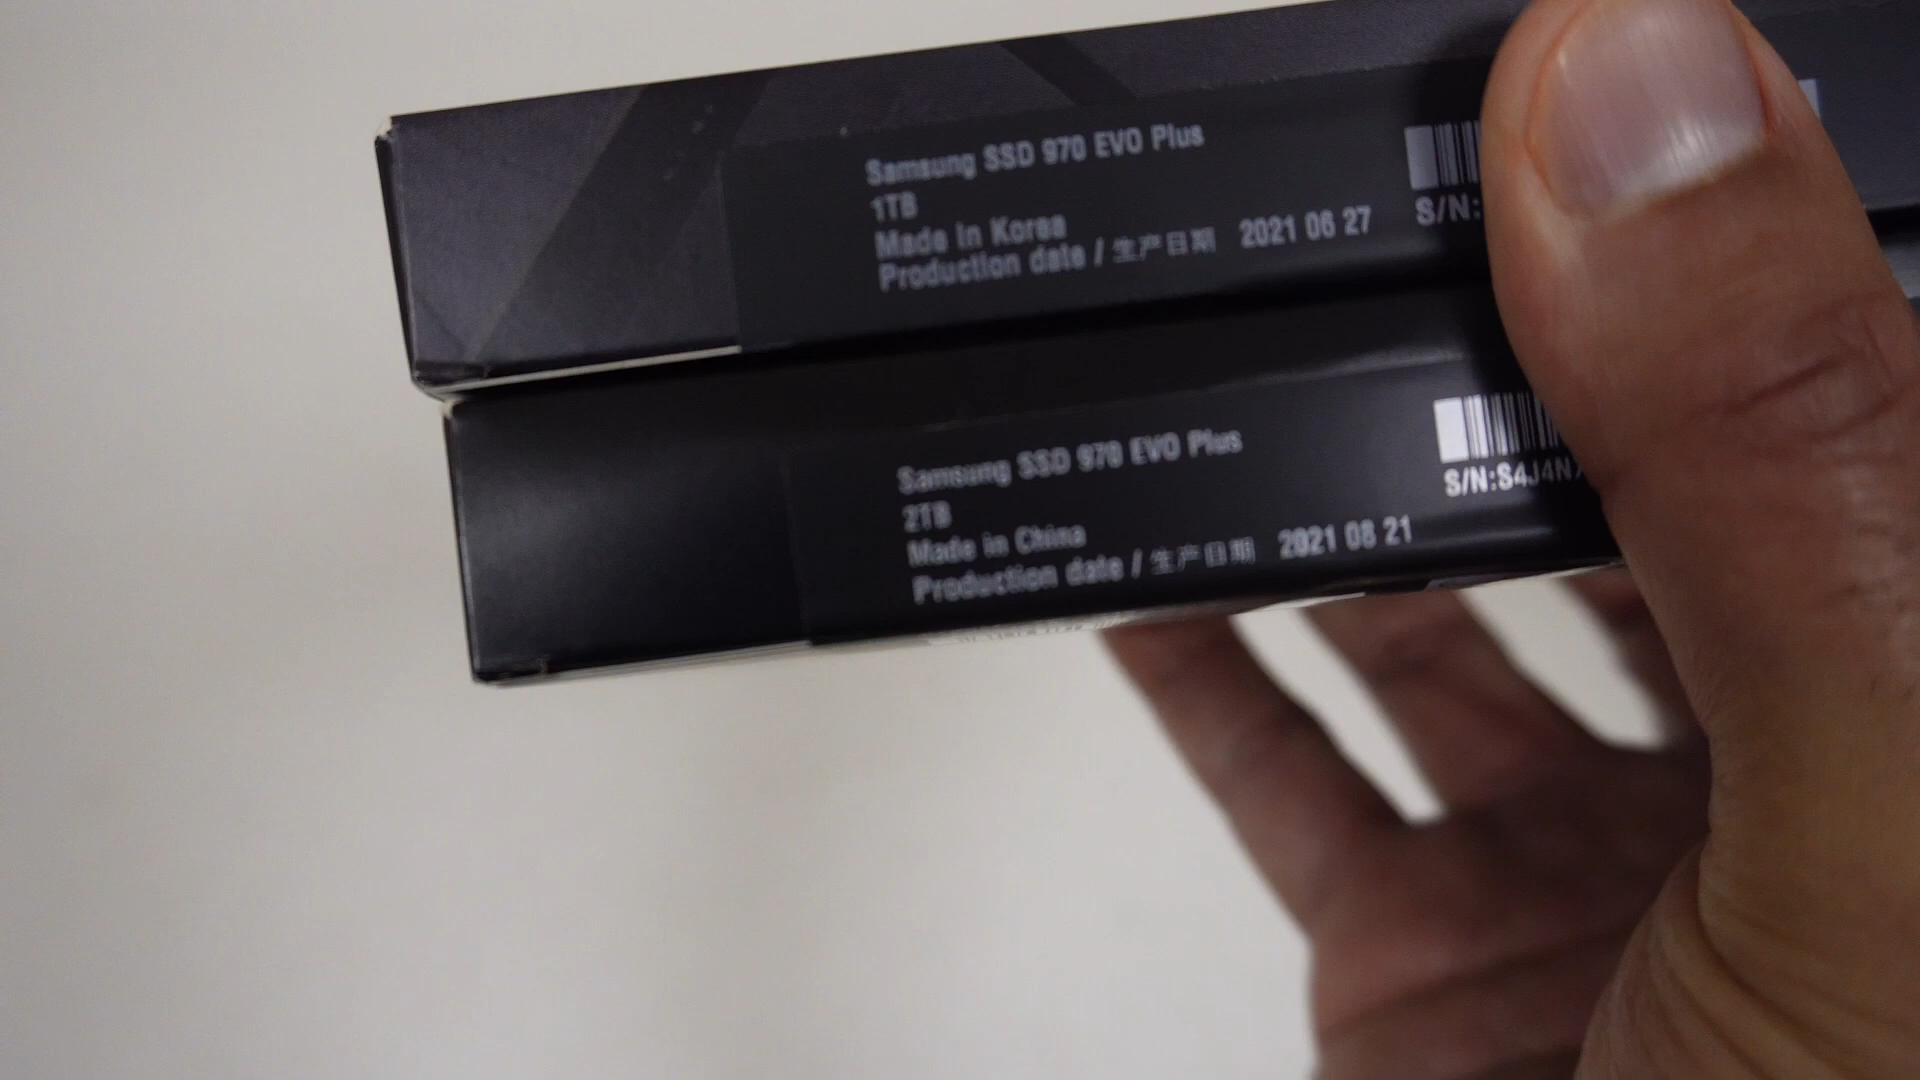 Samsung SSD 970 EVO Plus
1TB
Made in Korea
Production date / 生产日期 2021 06 27
S/N:
Samsung SSD 970 EVO Plus
2TB
Made in China
Production date / 生产日期 2021 08 21
S/N:S4J4N